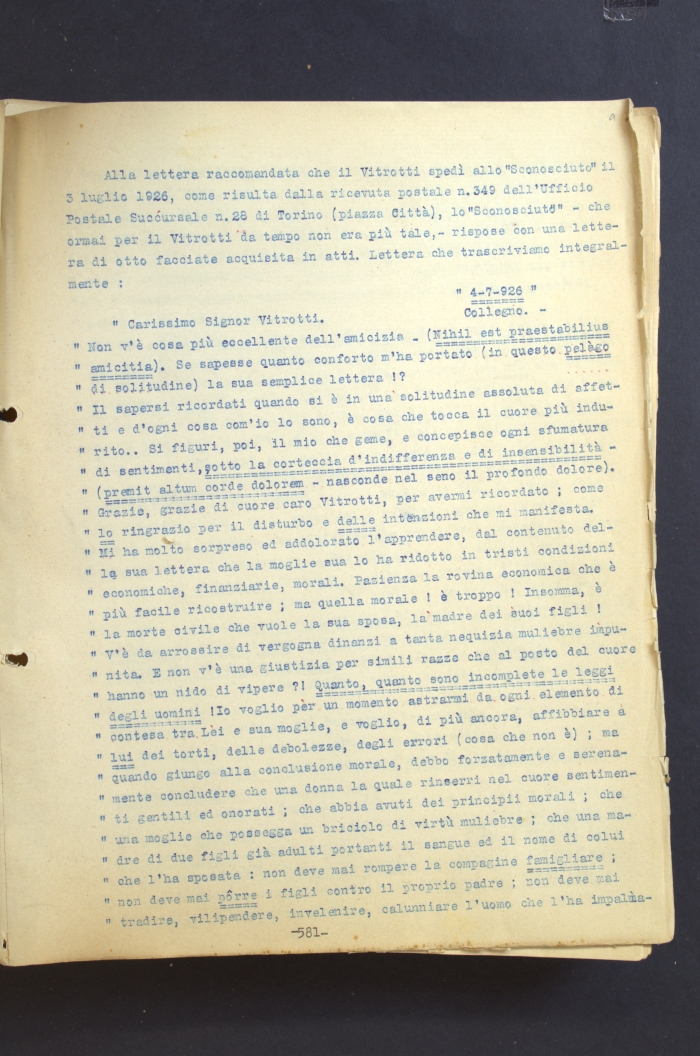 Alla lettera raccomandata che il Vitrotti spedì allo "Sconosciuto" il
3 luglio 1926, come risulta dalla ricevuta postale n.349 dell'Ufficio
Postale Succursale n.28 di Torino (piazza Città), lo "Sconosciuto" - che
ormai per il Vitrotti da tempo non era più tale,- rispose con una lette-
ra di otto facciate acquisita in atti. Lettera che trascriviamo integral-
mente :
" 4-7-926 "
Collegno. -
" Carissimo Signor Vitrotti.
" Non v'è cosa più eccellente dell'amicizia - (Nihil est praestabilius
" amicitia). Se sapesse quanto conforto m'ha portato (in questo pelègo
" di solitudine) la sua semplice lettera !?
" Il sapersi ricordati quando si è in una solitudine assoluta di affet-
" ti e d'ogni cosa com'io lo sono, è cosa che tocca il cuore più indu-
" rito.. Si figuri, poi, il mio che geme, e concepisce ogni sfumatura
" di sentimenti, sotto la corteccia d'indifferenza e di insensibilità -
" (premit altum corde dolorem - nasconde nel seno il profondo dolore).
" Grazie, grazie di cuore caro Vitrotti, per avermi ricordato ; come
" lo ringrazio per il disturbo e delle intenzioni che mi manifesta.
" Mi ha molto sorpreso ed addolorato l'apprendere, dal contenuto del-
" la sua lettera che la moglie sua lo ha ridotto in tristi condizioni
" economiche, finanziarie, morali. Pazienza la rovina economica che è
" più facile ricostruire ; ma quella morale ! è troppo ! Insomma, è
" la morte civile che vuole la sua sposa, la madre dei suoi figli !
" V'è da arrossire di vergogna dinanzi a tanta nequizia muliebre impu-
" nita. E non v'è una giustizia per simili razze che al posto del cuore
" hanno un nido di vipere ?! Quanto, quanto sono incomplete le leggi
" degli uomini !Io voglio per un momento astrarmi da ogni elemento di
" contesa tra Lei e sua moglie, e voglio, di più ancora, affibbiare a
" lui dei torti, delle debolezze, degli errori (cosa che non è) ; ma
" quando giungo alla conclusione morale, debbo forzatamente e serena-
" mente concludere che una donna la quale rinserri nel cuore sentimen-
" ti gentili ed onorati ; che abbia avuti dei principii morali ; che
" una moglie che possegga un briciolo di virtù muliebre ; che una ma-
" dre di due figli già adulti portanti il sangue ed il nome di colui
" che l'ha sposata : non deve mai rompere la compagine famigliare ;
" non deve mai pôrre i figli contro il proprio padre ; non deve mai
" tradire, vilipendere, invelenire, calunniare l'uomo che l'ha impalma-
-581-